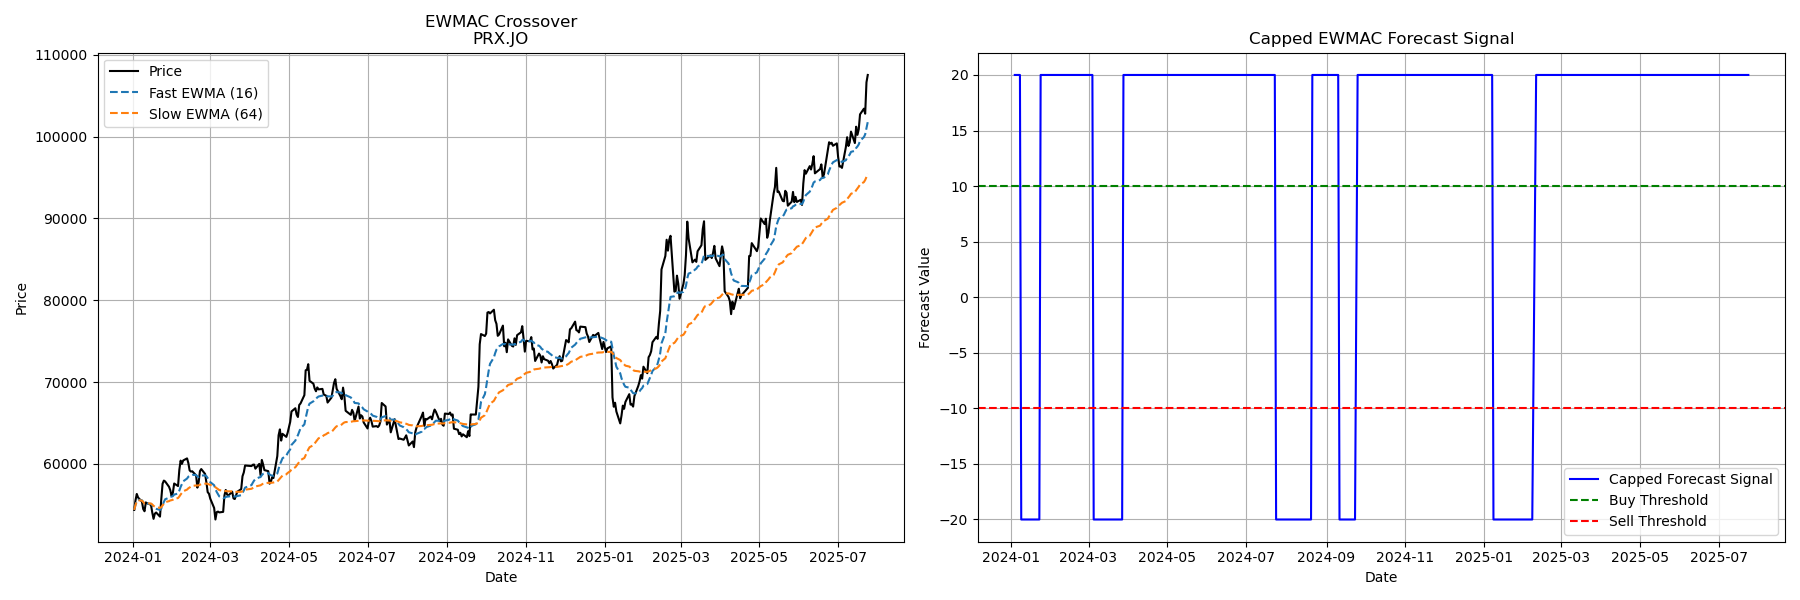 EWMAC Crossover
PRX.JO
Price
Fast EWMA (16)
Slow EWMA (64)
110000
100000
90000
80000
70000
60000
Price
2024-01
2024-03
2024-05
2024-07
2024-09
2024-11
2025-01
2025-03
2025-05
2025-07
Date
Capped EWMAC Forecast Signal
20
15
10
5
0
−5
−10
−15
−20
Forecast Value
Capped Forecast Signal
Buy Threshold
Sell Threshold
2024-01
2024-03
2024-05
2024-07
2024-09
2024-11
2025-01
2025-03
2025-05
2025-07
Date